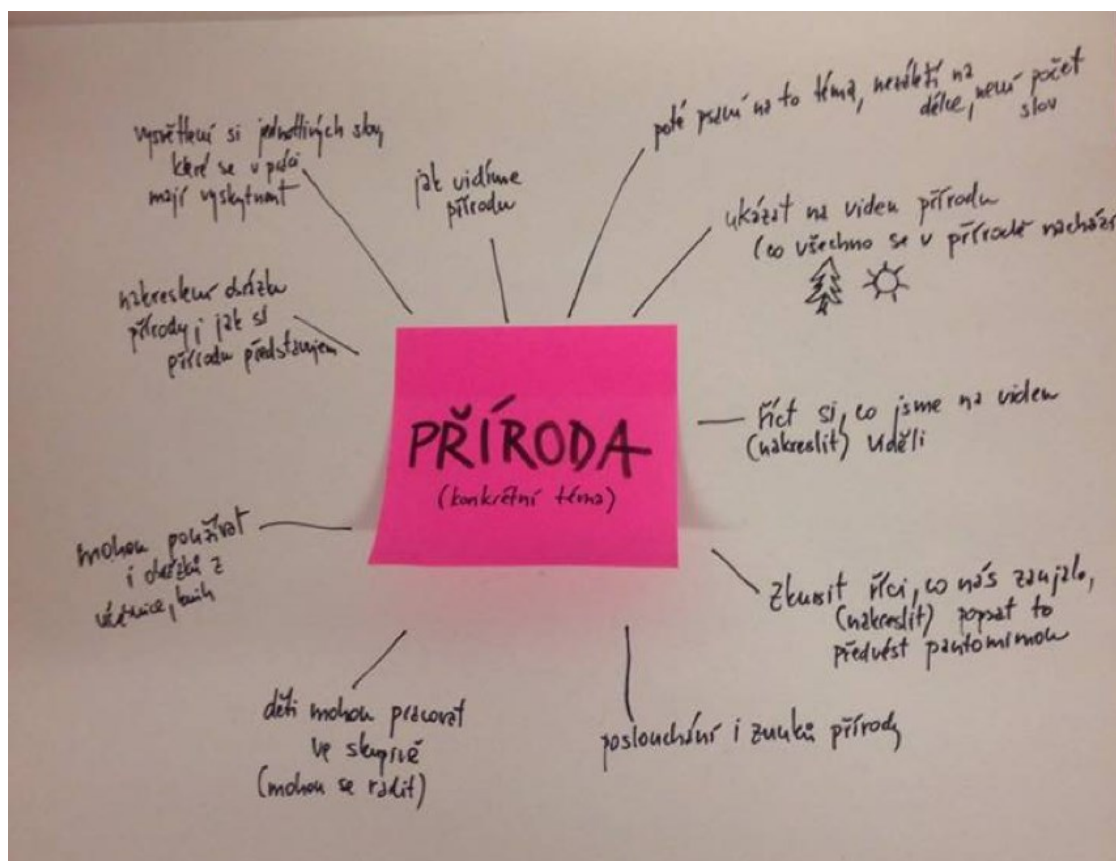 vysvětlení si jednotlivých slov
které se v práci
mají vyskytnout
jak vidíme
přírodu
poté psaní na to téma, nezáleží na
délce, není počet
slov
ukázat na videu přírodu
(co všechno se v přírodě nachází
nakreslení obrázku
přírody, jak si
přírodu představujem
PŘÍRODA
(konkrétní téma)
říct si, co jsme na videu
(nakreslit) viděli
mohou používat
i obrázků z
učebnice, knih
zkusit říci, co nás zaujalo,
(nakreslit) popsat to
předvést pantomimou
děti mohou pracovat
ve skupině
(mohou se radit)
poslouchání i zvuků přírody